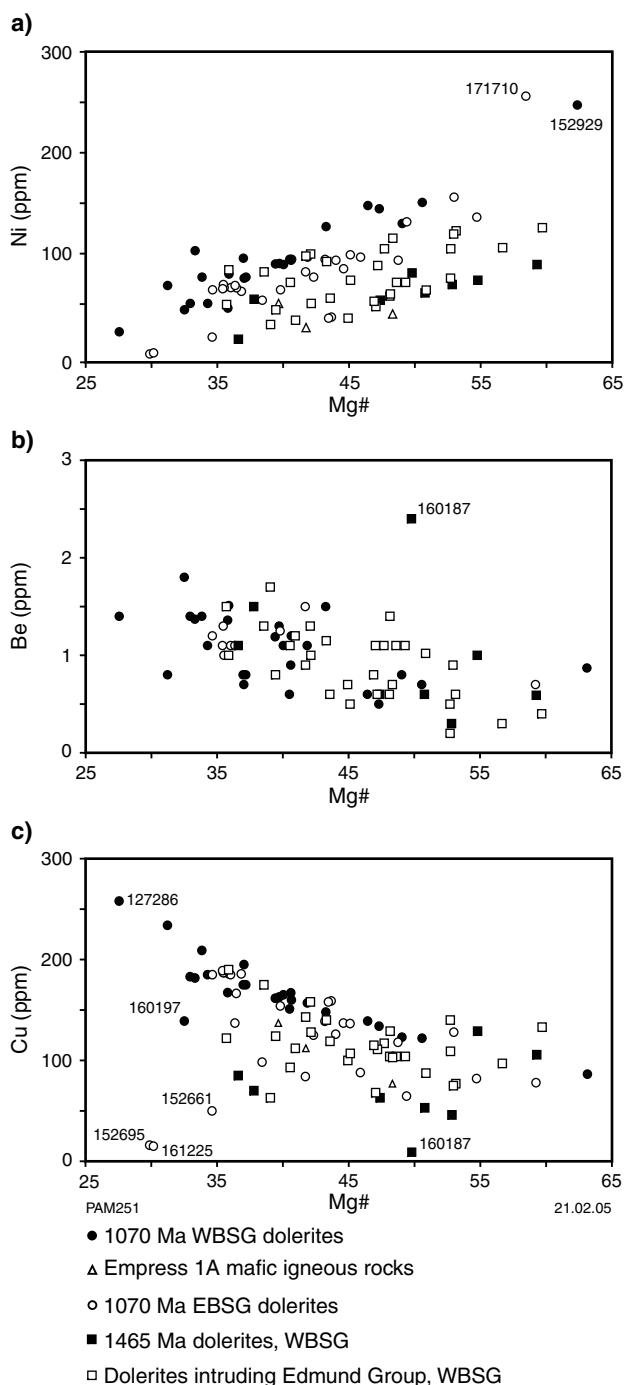 a)
300
171710
152929
200
Ni (ppm)
100
0
25 35 45 55 65
Mg#
b)
3
160187
2
Be (ppm)
1
0
25 35 45 55 65
Mg#
c)
300
127286
200
Cu (ppm)
160197
100
152661
152695
161225
160187
0
25 35 45 55 65
Mg#
PAM251 21.02.05
1070 Ma WBSG dolerites
Empress 1A mafic igneous rocks
1070 Ma EBSG dolerites
1465 Ma dolerites, WBSG
Dolerites intruding Edmund Group, WBSG